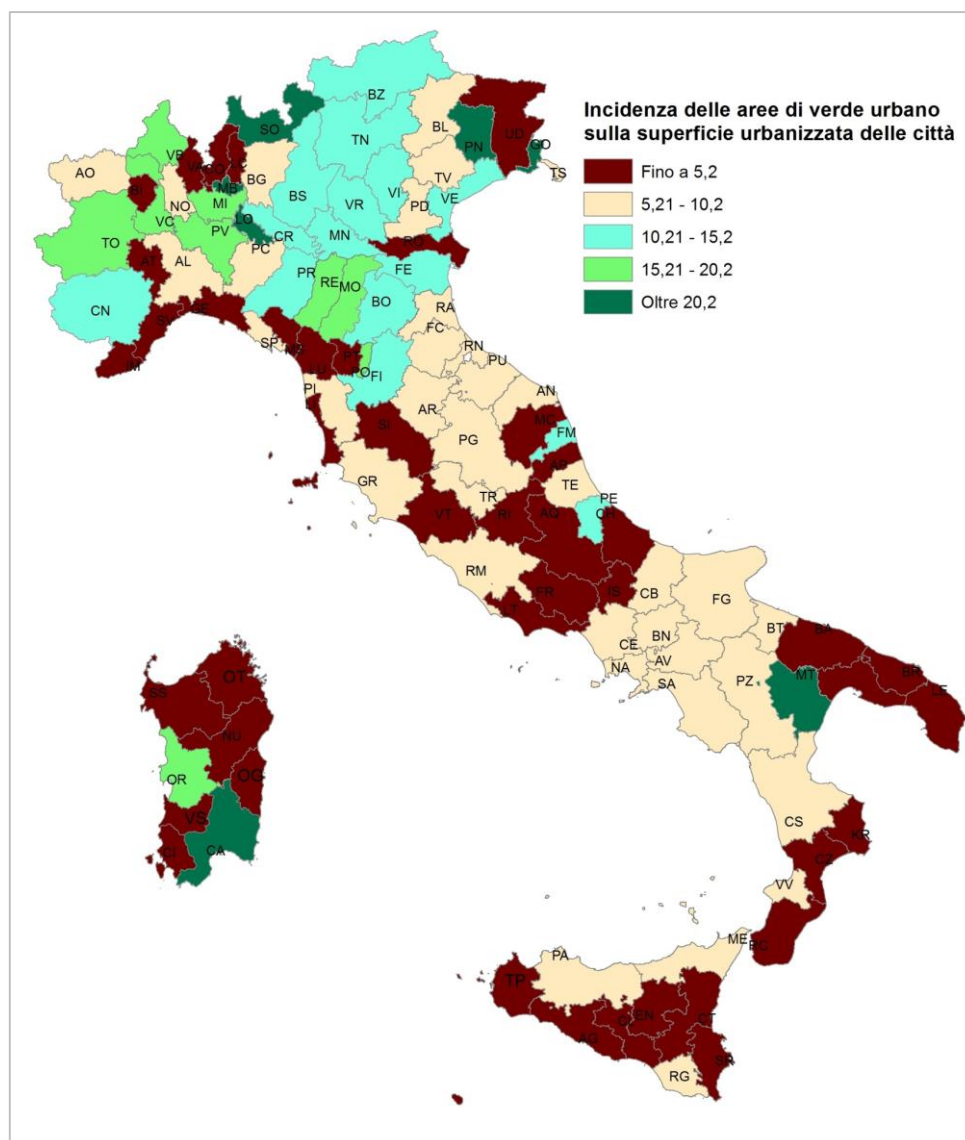 Incidenza delle aree di verde urbano
sulla superficie urbanizzata delle città
Fino a 5,2
5,21 - 10,2
10,21 - 15,2
15,21 - 20,2
Oltre 20,2
BZ
SO
BL
PN
UD
GO
TN
VB
AO
BG
TS
TV
MB
BS
VR
VI
VE
PD
NO
MI
LO
VC
PV
CR
MN
RO
TO
AT
AL
PC
PR
RE
MO
FE
BO
CN
RA
FC
SP
RN
PU
PO
FI
PI
AN
AR
SI
MC
FM
PG
GR
TE
TR
PE
CH
VT
RI
AQ
RM
FR
LT
IS
CB
FG
BT
BA
CE
BN
NA
AV
SA
PZ
MT
BR
LE
OT
SS
NU
OR
OG
VS
CI
CA
CS
KR
CZ
VV
ME
RC
PA
TP
EN
CT
AG
SR
RG